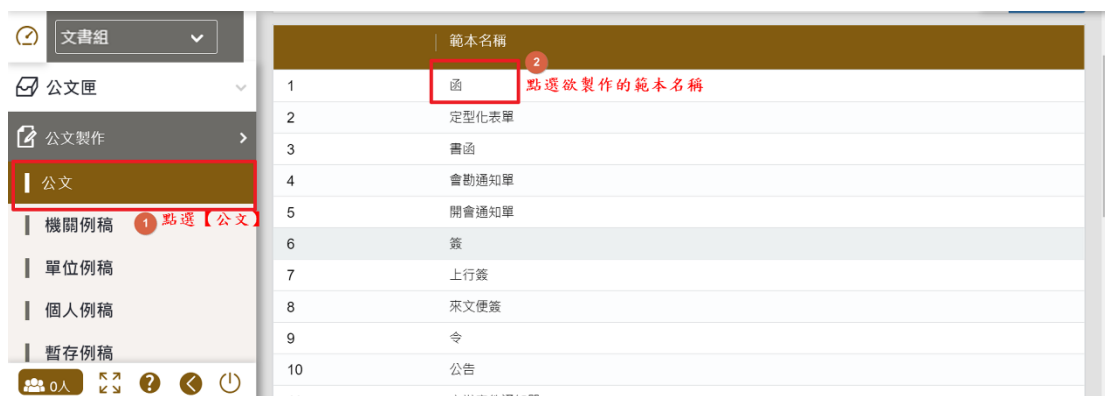 文書組
公文匣
公文製作
公文
1 點選【公文】
機關例稿
單位例稿
個人例稿
暫存例稿
0人
範本名稱
2
1 函 點選欲製作的範本名稱
2 定型化表單
3 書函
4 會勘通知單
5 開會通知單
6 簽
7 上行簽
8 來文便簽
9 令
10 公告